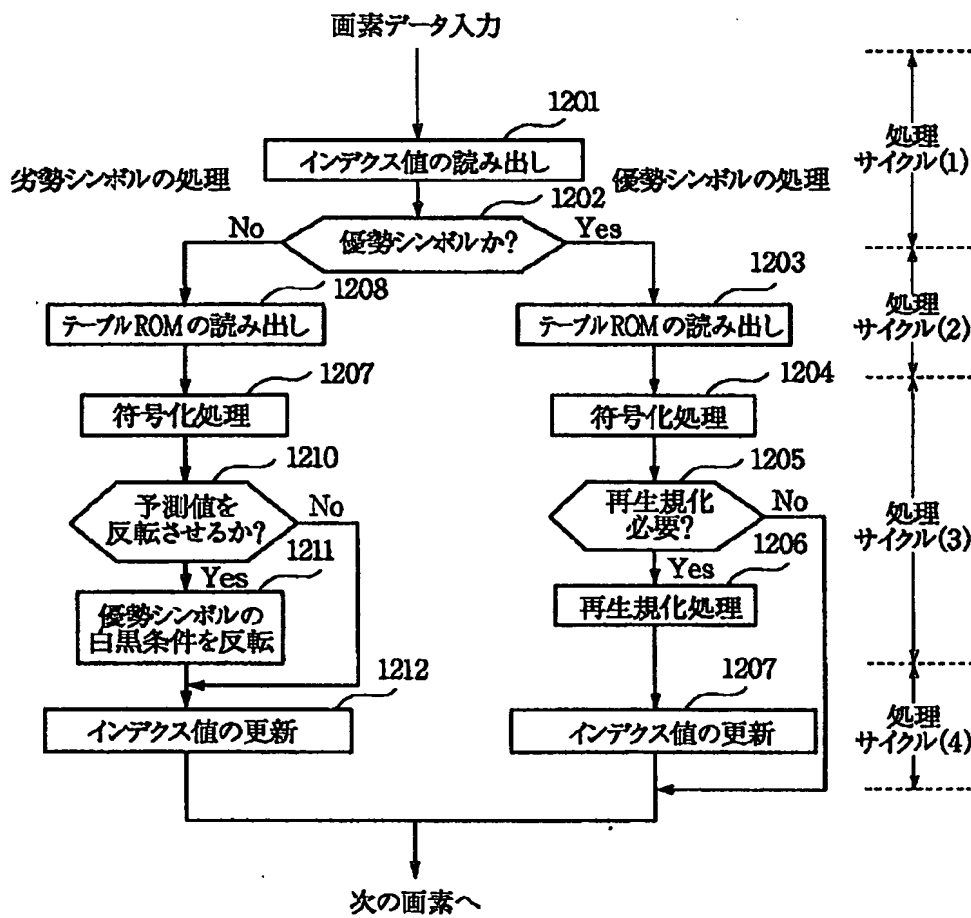 画素データ入力
1201
インデクス値の読み出し
処理
サイクル(1)
劣勢シンボルの処理
優勢シンボルの処理
1202
No
優勢シンボルか?
Yes
1208
テーブルROMの読み出し
1203
テーブルROMの読み出し
処理
サイクル(2)
1207
符号化処理
1204
符号化処理
1210
予測値を
反転させるか?
No
1205
再生規化
必要?
No
処理
サイクル(3)
Yes
1211
優勢シンボルの
白黒条件を反転
Yes
1206
再生規化処理
1212
インデクス値の更新
1207
インデクス値の更新
処理
サイクル(4)
次の画素へ